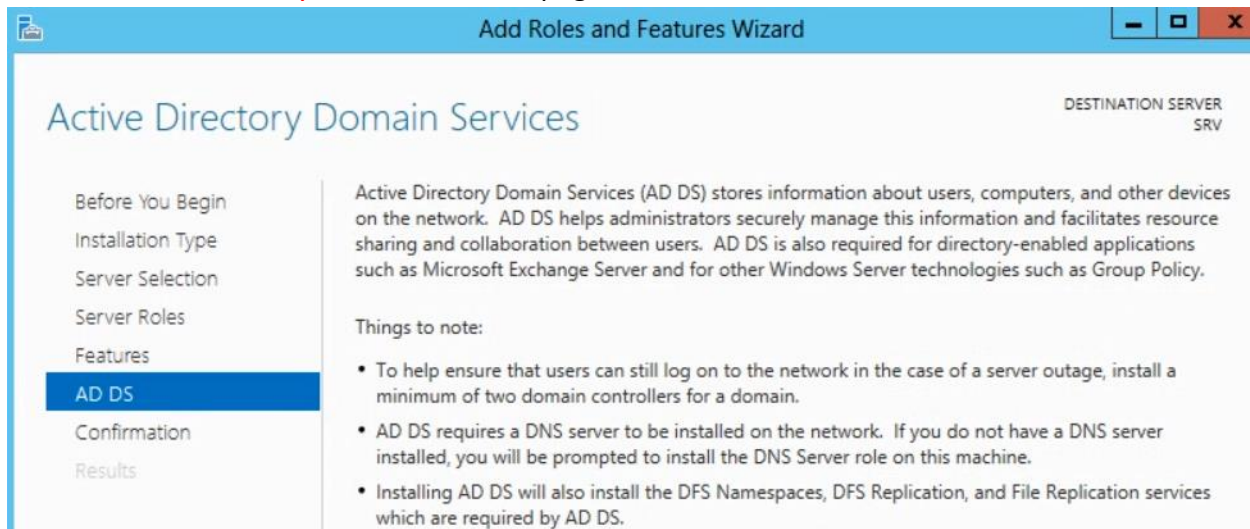 Add Roles and Features Wizard
Active Directory Domain Services
DESTINATION SERVER
SRV
Before You Begin
Installation Type
Server Selection
Server Roles
Features
AD DS
Confirmation
Results
Active Directory Domain Services (AD DS) stores information about users, computers, and other devices
on the network. AD DS helps administrators securely manage this information and facilitates resource
sharing and collaboration between users. AD DS is also required for directory-enabled applications
such as Microsoft Exchange Server and for other Windows Server technologies such as Group Policy.
Things to note:
• To help ensure that users can still log on to the network in the case of a server outage, install a
minimum of two domain controllers for a domain.
• AD DS requires a DNS server to be installed on the network. If you do not have a DNS server
installed, you will be prompted to install the DNS Server role on this machine.
• Installing AD DS will also install the DFS Namespaces, DFS Replication, and File Replication services
which are required by AD DS.